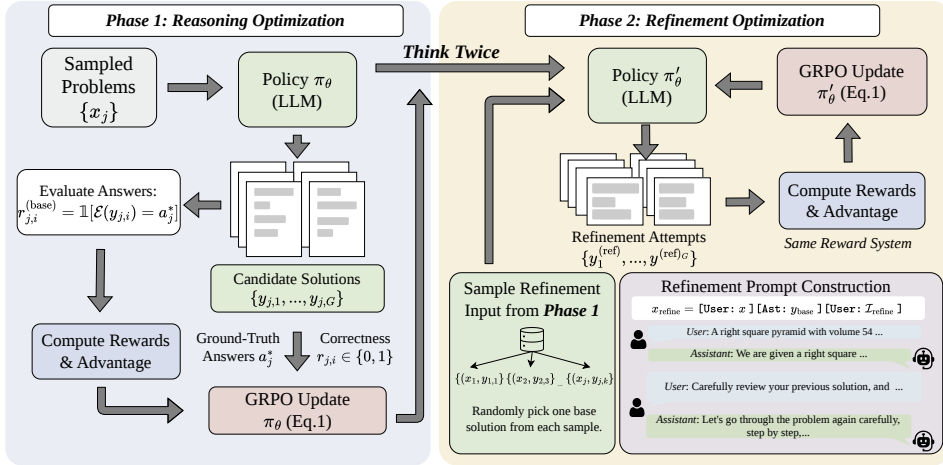 Phase 1: Reasoning Optimization
Sampled
Problems
{x_j}
Policy π_θ
(LLM)
Evaluate Answers:
r_{j,i}^{(base)} = 𝟙[ℰ(y_{j,i}) = a_j^*]
Candidate Solutions
{y_{j,1}, ..., y_{j,G}}
Compute Rewards
& Advantage
Ground-Truth
Answers a_j^*
Correctness
r_{j,i} ∈ {0, 1}
GRPO Update
π_θ (Eq.1)
Think Twice
Phase 2: Refinement Optimization
Policy π′_θ
(LLM)
GRPO Update
π′_θ (Eq.1)
Refinement Attempts
{y_1^{(ref)}, ..., y^{(ref)_G}}
Compute Rewards
& Advantage
Same Reward System
Sample Refinement
Input from Phase 1
{(x_1, y_{1,1})} {(x_2, y_{2,3})} _ {(x_j, y_{j,k})}
Randomly pick one base
solution from each sample.
Refinement Prompt Construction
x_refine = [User: x][Ast: y_base][User: ℐ_refine]
User: A right square pyramid with volume 54 ...
Assistant: We are given a right square ...
User: Carefully review your previous solution, and ...
Assistant: Let's go through the problem again carefully,
step by step,...